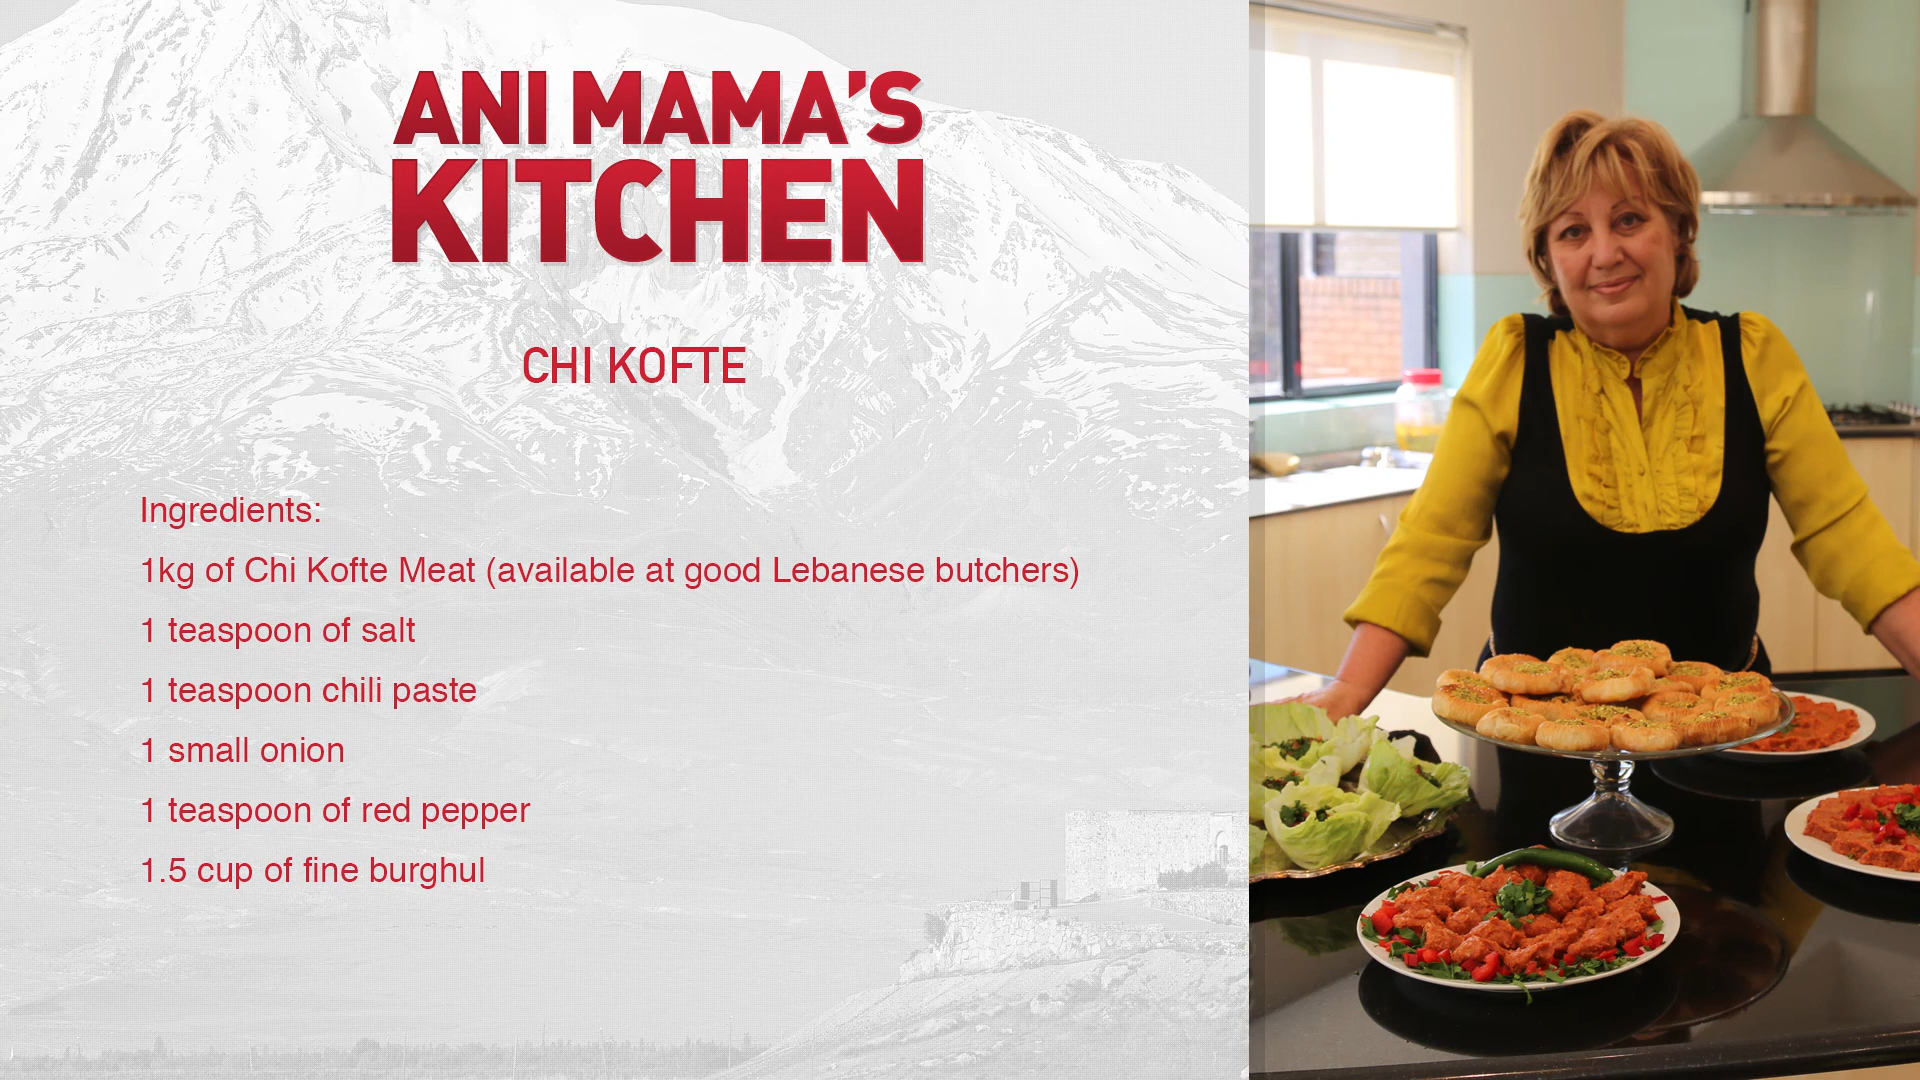 ANI MAMA'S
KITCHEN
CHI KOFTE
Ingredients:
1kg of Chi Kofte Meat (available at good Lebanese butchers)
1 teaspoon of salt
1 teaspoon chili paste
1 small onion
1 teaspoon of red pepper
1.5 cup of fine burghul